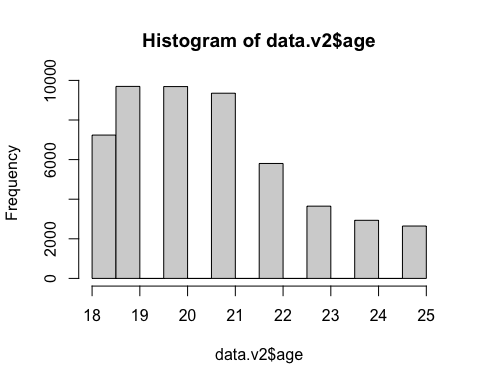 Histogram of data.v2$age
Frequency
10000
6000
2000
0
18 19 20 21 22 23 24 25
data.v2$age